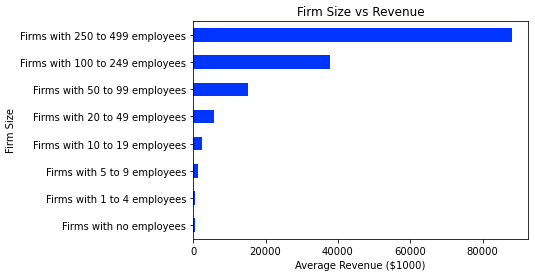 Firm Size vs Revenue
Firms with 250 to 499 employees
Firms with 100 to 249 employees
Firms with 50 to 99 employees
Firms with 20 to 49 employees
Firms with 10 to 19 employees
Firms with 5 to 9 employees
Firms with 1 to 4 employees
Firms with no employees
Firm Size
0 20000 40000 60000 80000
Average Revenue ($1000)